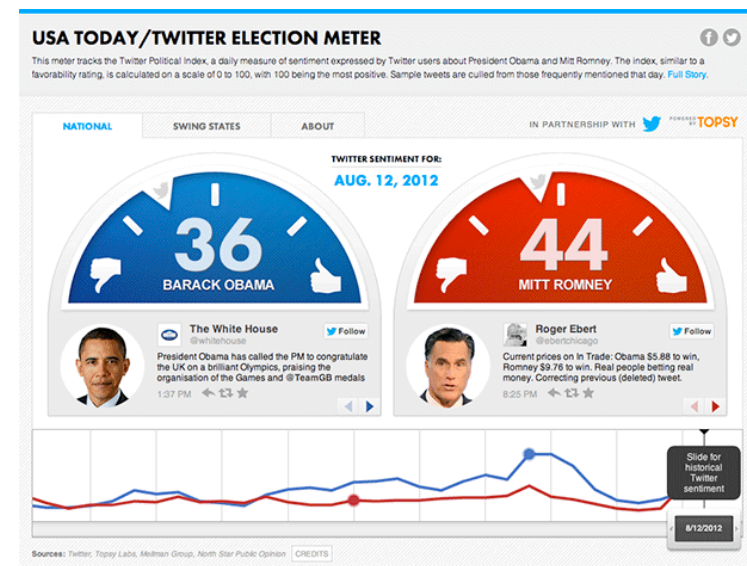 USA TODAY/TWITTER ELECTION METER
This meter tracks the Twitter Political Index, a daily measure of sentiment expressed by Twitter users about President Obama and Mitt Romney. The index, similar to a
favorability rating, is calculated on a scale of 0 to 100, with 100 being the most positive. Sample tweets are culled from those frequently mentioned that day. Full Story.
NATIONAL
SWING STATES
ABOUT
IN PARTNERSHIP WITH
POWERED BY TOPSY
TWITTER SENTIMENT FOR:
AUG. 12, 2012
36
BARACK OBAMA
44
MITT ROMNEY
The White House
@whitehouse
Follow
President Obama has called the PM to congratulate
the UK on a brilliant Olympics, praising the
organisation of the Games and @TeamGB medals
1:37 PM
Roger Ebert
@ebertchicago
Follow
Current prices on In Trade: Obama $5.88 to win,
Romney $9.76 to win. Real people betting real
money. Correcting previous (deleted) tweet.
8:25 PM
Slide for
historical
Twitter
sentiment
8/12/2012
Sources: Twitter, Topsy Labs, Mellman Group, North Star Public Opinion
CREDITS